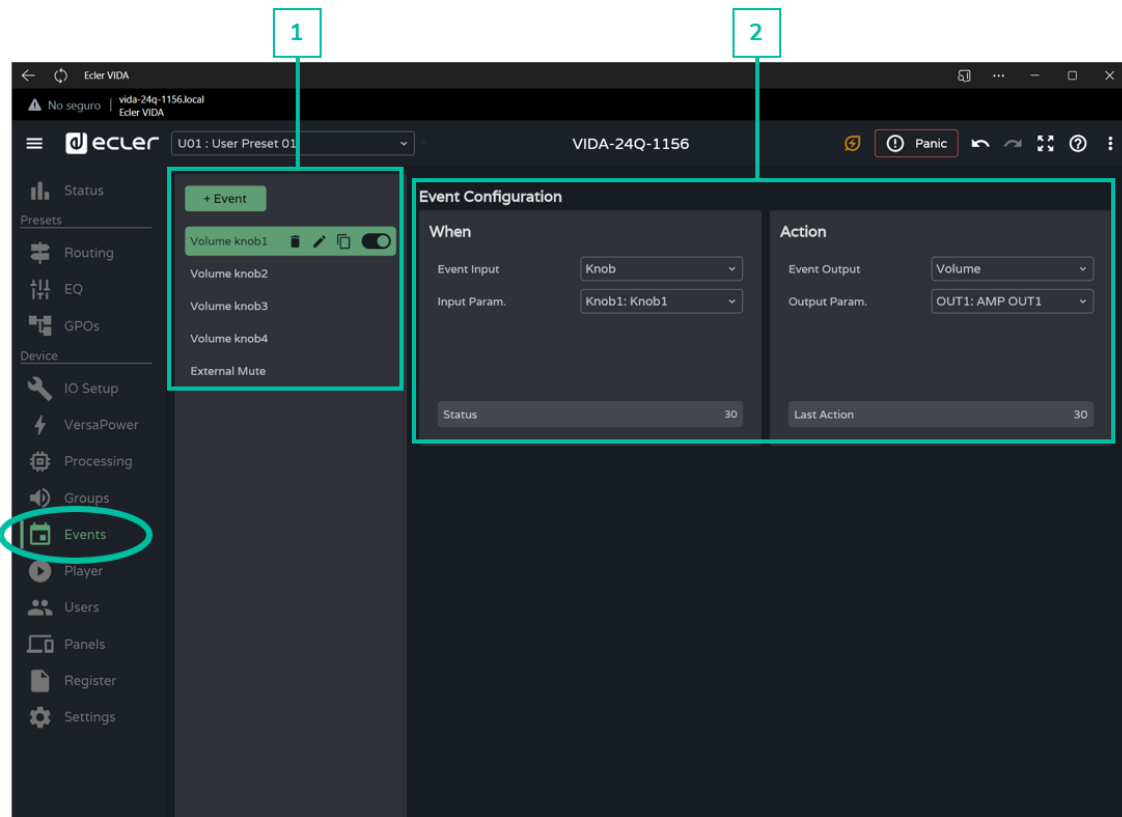 1
2
Ecler VIDA
No seguro | vida-24q-1156.local
Ecler VIDA
ecler
U01 : User Preset 01
VIDA-24Q-1156
Panic
Status
Presets
Routing
EQ
GPOs
Device
IO Setup
VersaPower
Processing
Groups
Events
Player
Users
Panels
Register
Settings
+ Event
Volume knob1
Volume knob2
Volume knob3
Volume knob4
External Mute
Event Configuration
When
Event Input Knob
Input Param. Knob1: Knob1
Status 30
Action
Event Output Volume
Output Param. OUT1: AMP OUT1
Last Action 30